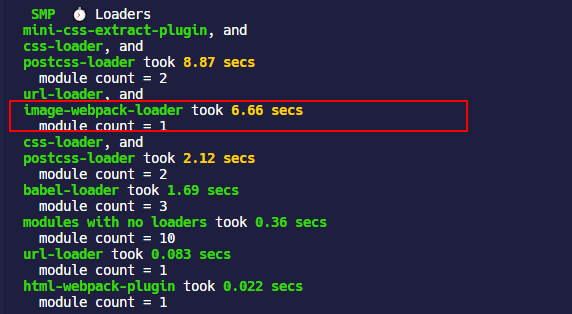 SMP ⏱ Loaders
mini-css-extract-plugin, and
css-loader, and
postcss-loader took 8.87 secs
module count = 2
url-loader, and
image-webpack-loader took 6.66 secs
module count = 1
css-loader, and
postcss-loader took 2.12 secs
module count = 2
babel-loader took 1.69 secs
module count = 3
modules with no loaders took 0.36 secs
module count = 10
url-loader took 0.083 secs
module count = 1
html-webpack-plugin took 0.022 secs
module count = 1